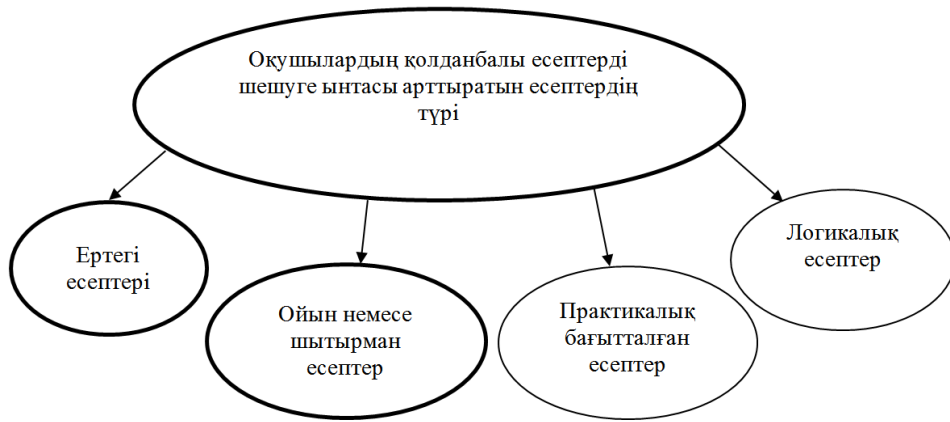 Оқушылардың қолданбалы есептерді
шешуге ынтасы арттыратын есептердің
түрі
Ертегі
есептері
Ойын немесе
шытырман
есептер
Практикалық
бағытталған
есептер
Логикалық
есептер